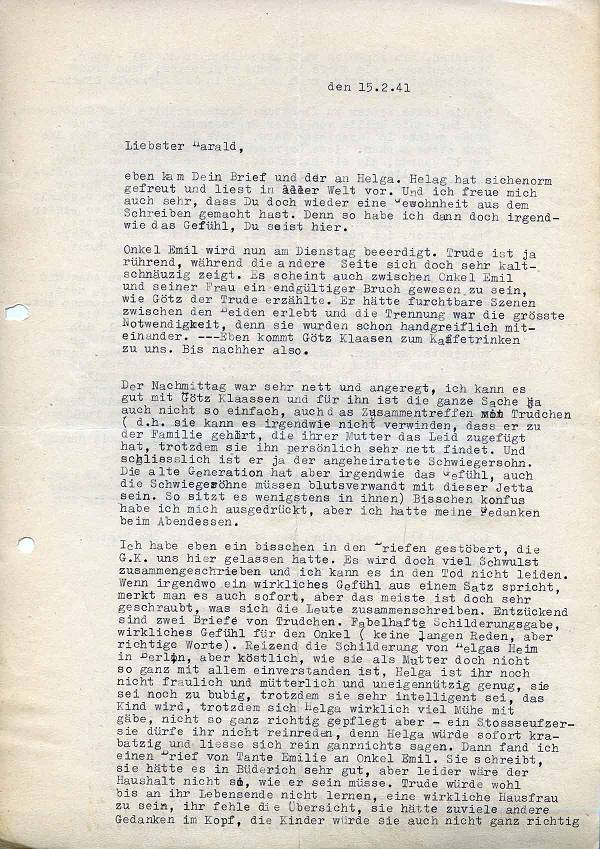 den 15.2.41
Liebster Harald,
eben kam Dein Brief und der an Helga. Helag hat sichenorm
gefreut und liest in aller Welt vor. Und ich freue mich
auch sehr, dass Du doch wieder eine Gewohnheit aus dem
Schreiben gemacht hast. Denn so habe ich dann doch irgend-
wie das Gefühl, Du seist hier.
Onkel Emil wird nun am Dienstag beerdigt. Trude ist ja
rührend, während die andere Seite sich doch sehr kalt-
schnäuzig zeigt. Es scheint auch zwischen Onkel Emil
und seiner Frau ein endgültiger Bruch gewesen zu sein,
wie Götz der Trude erzählte. Er hätte furchtbare Szenen
zwischen den Beiden erlebt und die Trennung war die grösste
Notwendigkeit, denn sie wurden schon handgreiflich mit-
einander. ---Eben kommt Götz Klaasen zum Kaffetrinken
zu uns. Bis nachher also.
Der Nachmittag war sehr nett und angeregt, ich kann es
gut mit Götz Klaassen und für ihn ist die ganze Sache ja
auch nicht so einfach, auchd as Zusammentreffen mit Trudchen
( d.h. sie kann es irgendwie nicht verwinden, dass er zu
der Familie gehört, die ihrer Mutter das Leid zugefügt
hat, trotzdem sie ihn persönlich sehr nett findet. Und
schliesslich ist er ja der angeheiratete Schwiegersohn.
Die alte Generation hat aber irgendwie das Gefühl, auch
die Schwiegersöhne müssen blutsverwandt mit dieser Jetta
sein. So sitzt es wenigstens in ihnen) Bisschen konfus
habe ich mich ausgedrückt, aber ich hatte meine Gedanken
beim Abendessen.
Ich habe eben ein bisschen in den Briefen gestöbert, die
G.K. uns hier gelassen hatte. Es wird doch viel Schwulst
zusammengeschrieben und ich kann es in den Tod nicht leiden.
Wenn irgendwo ein wirkliches Gefühl aus einem Satz spricht,
merkt man es auch sofort, aber das meiste ist doch sehr
geschraubt, was sich die Leute zusammenschreiben. Entzückend
sind zwei Briefe von Trudchen. Fabelhafte Schilderungsgabe,
wirkliches Gefühl für den Onkel ( keine langen Reden, aber
richtige Worte). Reizend die Schilderung von Helgas Heim
in Berlin, aber köstlich, wie sie als Mutter doch nicht
so ganz mit allem einverstanden ist, Helga ist ihr noch
nicht fraulich und mütterlich und uneigennützig genug, sie
sei noch zu bubig, trotzdem sie sehr intelligent sei, das
Kind wird, trotzdem sich Helga wirklich viel Mühe mit
gäbe, nicht so ganz richtig gepflegt aber - ein Stossseufzer-
sie dürfe ihr nicht reinreden, denn Helga würde sofort kra-
batzig und liesse sich rein ganrnichts sagen. Dann fand ich
einen Brief von Tante Emilie an Onkel Emil. Sie schreibt,
sie hätte es in Büderich sehr gut, aber leider wäre der
Haushalt nicht so, wie er sein müsse. Trude würde wohl
bis an ihr Lebensende nicht lernen, eine wirkliche Hausfrau
zu sein, ihr fehle die Übersicht, sie hätte zuviele andere
Gedanken im Kopf, die Kinder würde sie auch nicht ganz richtig